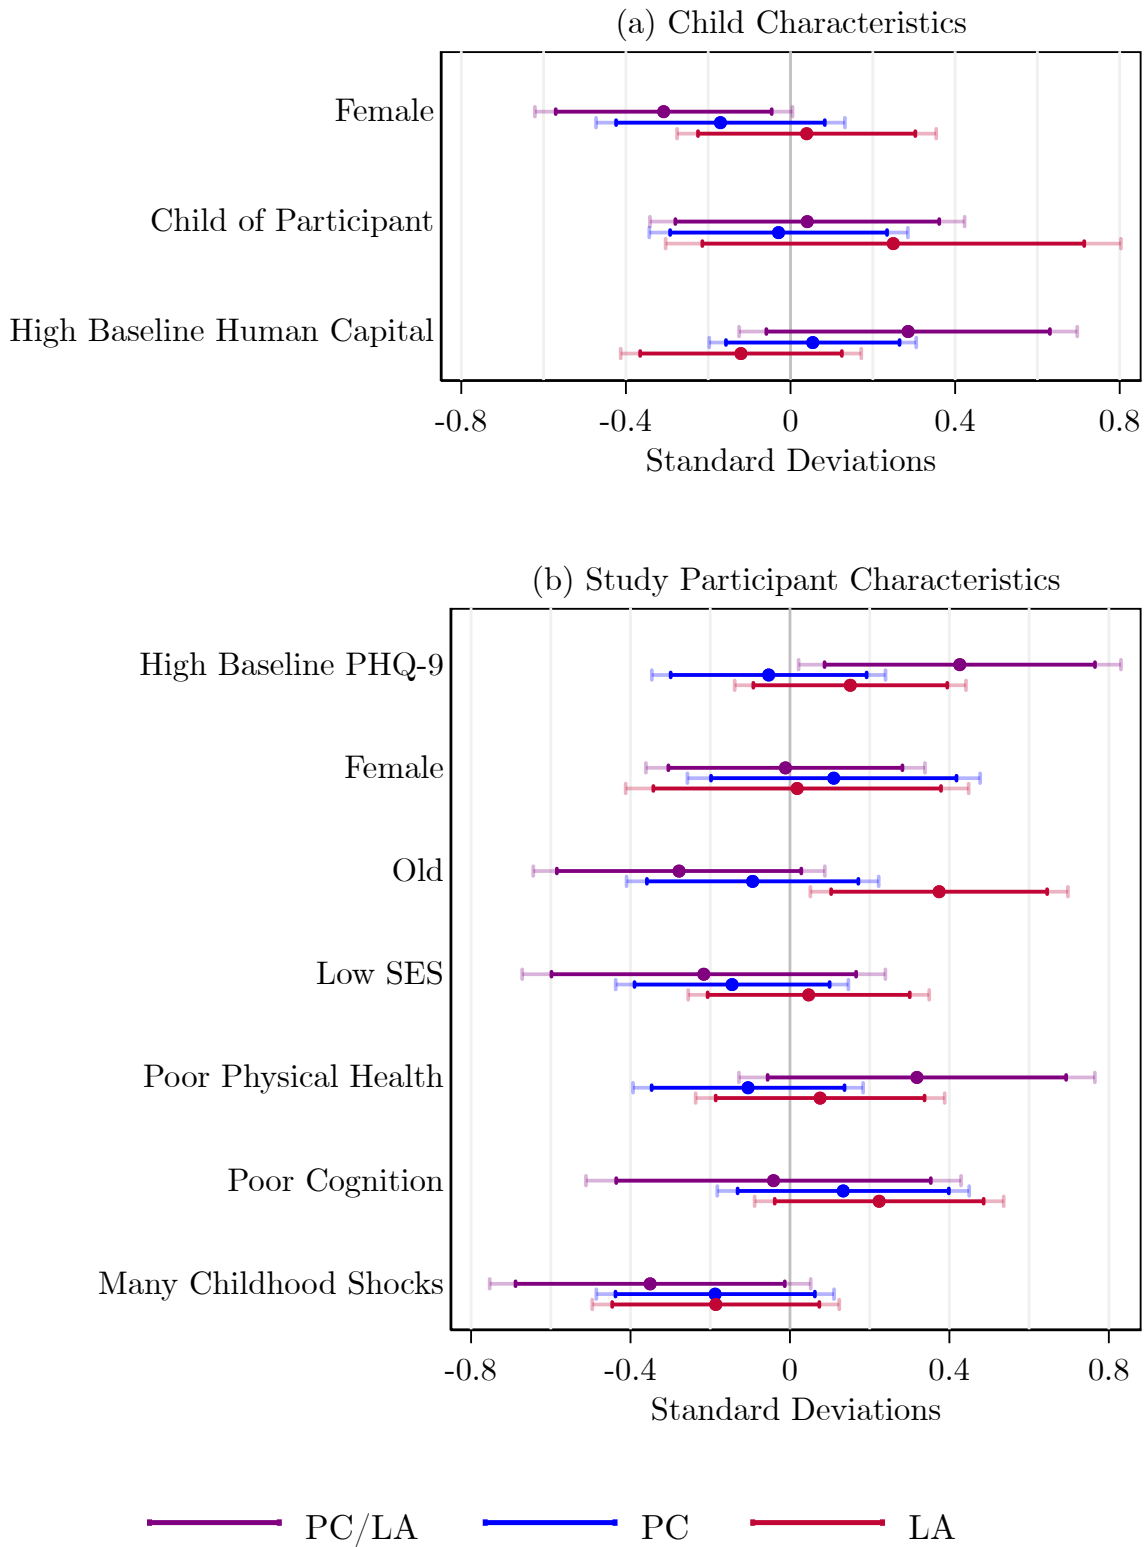 (a) Child Characteristics
Female
Child of Participant
High Baseline Human Capital
-0.8 -0.4 0 0.4 0.8
Standard Deviations
(b) Study Participant Characteristics
High Baseline PHQ-9
Female
Old
Low SES
Poor Physical Health
Poor Cognition
Many Childhood Shocks
-0.8 -0.4 0 0.4 0.8
Standard Deviations
PC/LA PC LA